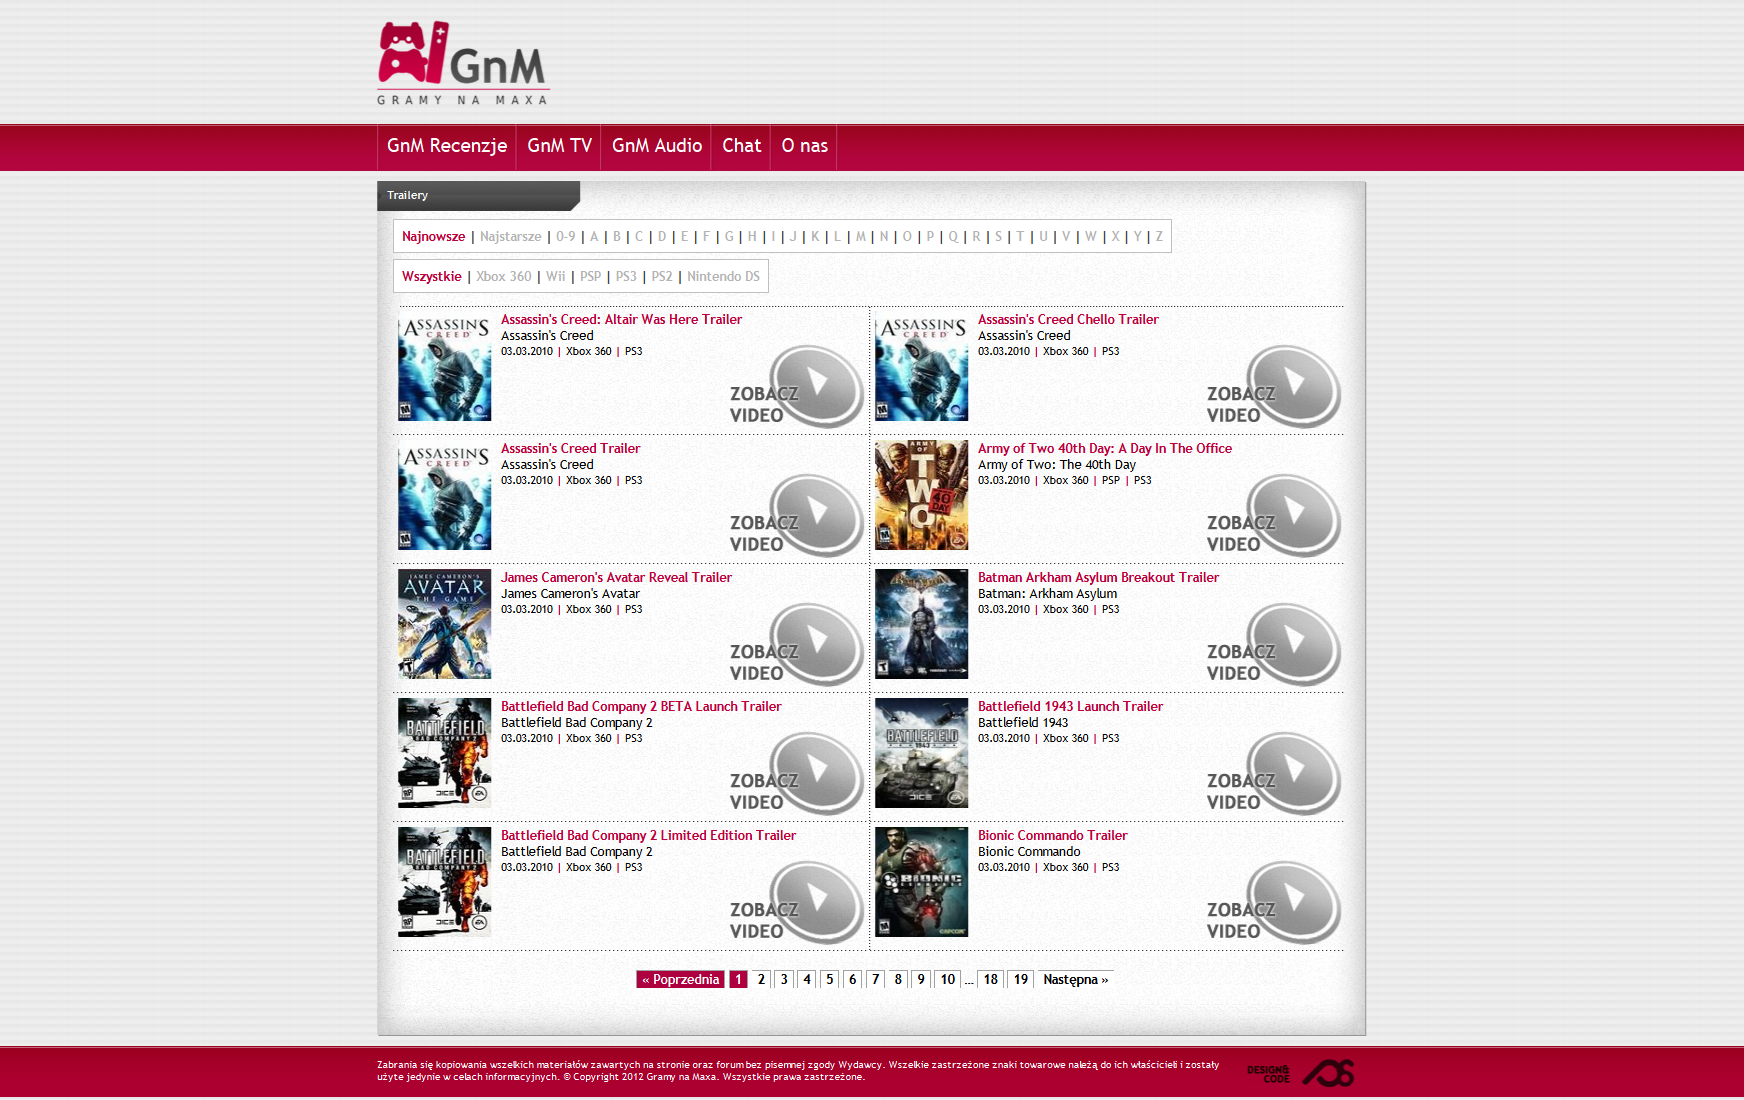 GnM
GRAMY NA MAXA
GnM Recenzje GnM TV GnM Audio Chat O nas
Trailery
Najnowsze | Najstarsze | 0-9 | A | B | C | D | E | F | G | H | I | J | K | L | M | N | O | P | Q | R | S | T | U | V | W | X | Y | Z
Wszystkie | Xbox 360 | Wii | PSP | PS3 | PS2 | Nintendo DS
ASSASSIN'S CREED
Assassin's Creed: Altair Was Here Trailer
Assassin's Creed
03.03.2010 | Xbox 360 | PS3
ZOBACZ
VIDEO
ASSASSIN'S CREED
Assassin's Creed Chello Trailer
Assassin's Creed
03.03.2010 | Xbox 360 | PS3
ZOBACZ
VIDEO
ASSASSIN'S CREED
Assassin's Creed Trailer
Assassin's Creed
03.03.2010 | Xbox 360 | PS3
ZOBACZ
VIDEO
ARMY OF TWO
40 DAY
EA
Army of Two 40th Day: A Day In The Office
Army of Two: The 40th Day
03.03.2010 | Xbox 360 | PSP | PS3
ZOBACZ
VIDEO
JAMES CAMERON'S
AVATAR
THE GAME
James Cameron's Avatar Reveal Trailer
James Cameron's Avatar
03.03.2010 | Xbox 360 | PS3
ZOBACZ
VIDEO
Batman Arkham Asylum Breakout Trailer
Batman: Arkham Asylum
03.03.2010 | Xbox 360 | PS3
ZOBACZ
VIDEO
BATTLEFIELD
BAD COMPANY 2
DICE EA
Battlefield Bad Company 2 BETA Launch Trailer
Battlefield Bad Company 2
03.03.2010 | Xbox 360 | PS3
ZOBACZ
VIDEO
BATTLEFIELD
1943
DICE EA
Battlefield 1943 Launch Trailer
Battlefield 1943
03.03.2010 | Xbox 360 | PS3
ZOBACZ
VIDEO
BATTLEFIELD
BAD COMPANY 2
DICE EA
Battlefield Bad Company 2 Limited Edition Trailer
Battlefield Bad Company 2
03.03.2010 | Xbox 360 | PS3
ZOBACZ
VIDEO
BIONIC
CAPCOM
Bionic Commando Trailer
Bionic Commando
03.03.2010 | Xbox 360 | PS3
ZOBACZ
VIDEO
« Poprzednia 1 2 3 4 5 6 7 8 9 10 ... 18 19 Następna »
Zabrania się kopiowania wszelkich materiałów zawartych na stronie oraz forum bez pisemnej zgody Wydawcy. Wszelkie zastrzeżone znaki towarowe należą do ich właścicieli i zostały
użyte jedynie w celach informacyjnych. © Copyright 2012 Gramy na Maxa. Wszystkie prawa zastrzeżone.
DESIGN&
CODE